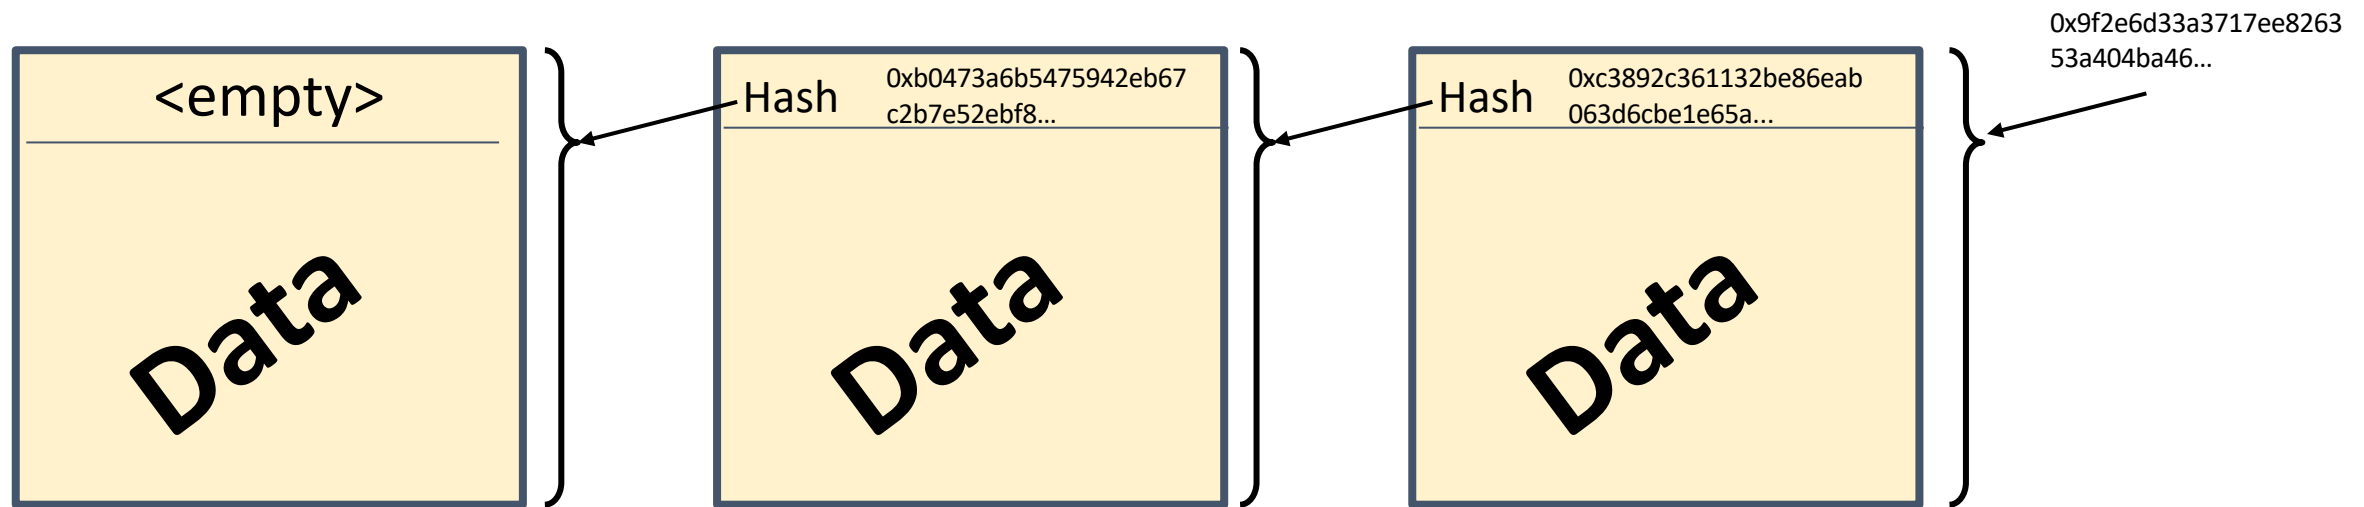 <empty>
Data
Hash
0xb0473a6b5475942eb67
c2b7e52ebf8...
Data
Hash
0xc3892c361132be86eab
063d6cbe1e65a...
Data
0x9f2e6d33a3717ee8263
53a404ba46...